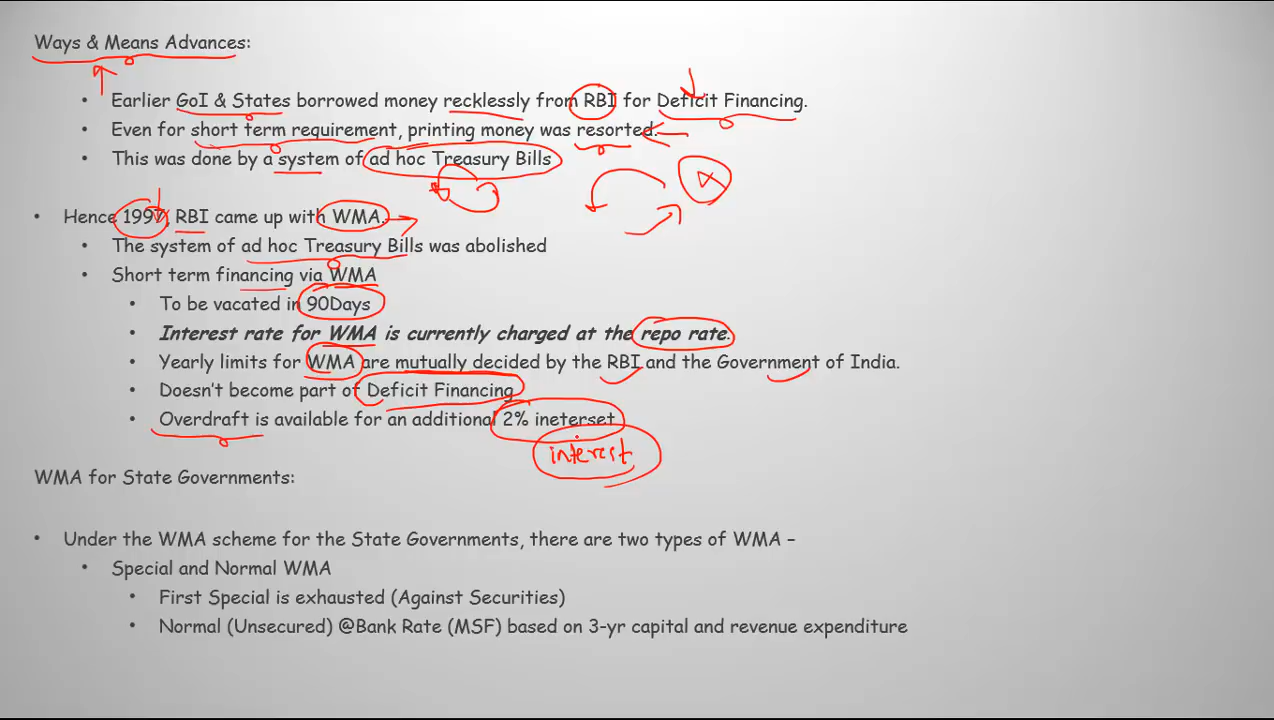 Ways & Means Advances:
• Earlier GoI & States borrowed money recklessly from RBI for Deficit Financing.
• Even for short term requirement, printing money was resorted.
• This was done by a system of ad hoc Treasury Bills
• Hence 1997, RBI came up with WMA.
• The system of ad hoc Treasury Bills was abolished
• Short term financing via WMA
• To be vacated in 90Days
• Interest rate for WMA is currently charged at the repo rate.
• Yearly limits for WMA are mutually decided by the RBI and the Government of India.
• Doesn't become part of Deficit Financing
• Overdraft is available for an additional 2% ineterset
interest
WMA for State Governments:
• Under the WMA scheme for the State Governments, there are two types of WMA –
• Special and Normal WMA
• First Special is exhausted (Against Securities)
• Normal (Unsecured) @Bank Rate (MSF) based on 3-yr capital and revenue expenditure